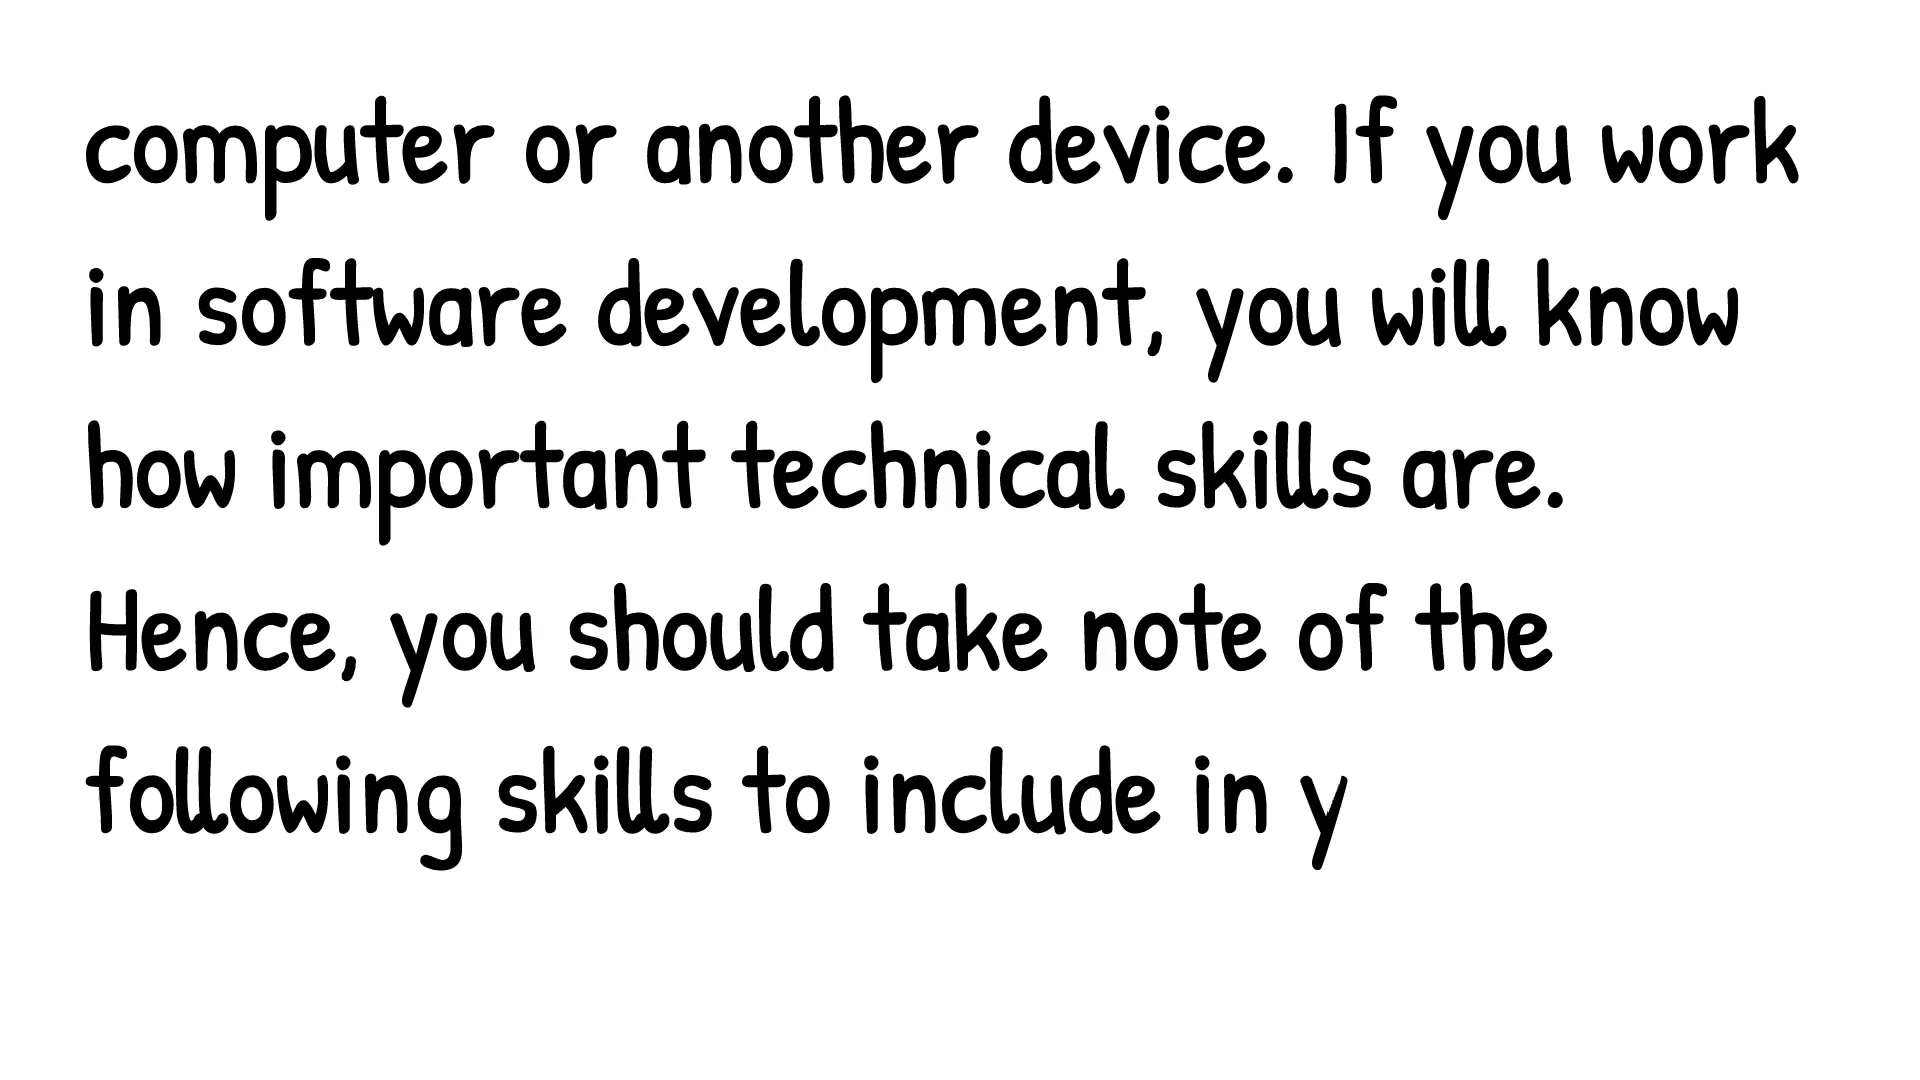 computer or another device. If you work
in software development, you will know
how important technical skills are.
Hence, you should take note of the
following skills to include in y